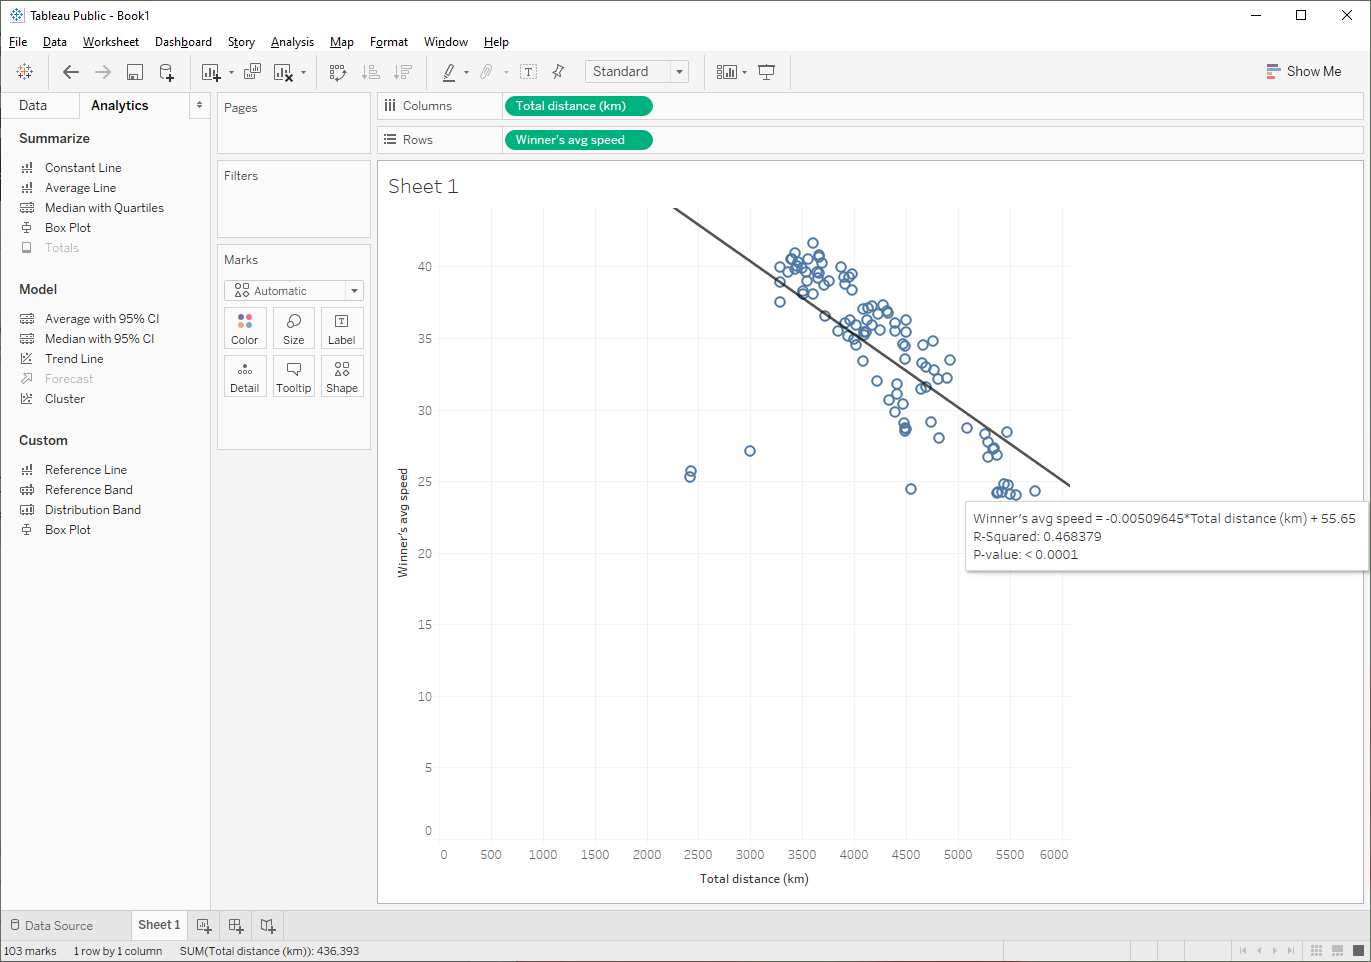 Tableau Public - Book1
File Data Worksheet Dashboard Story Analysis Map Format Window Help
Standard
Show Me
Data Analytics
Summarize
Constant Line
Average Line
Median with Quartiles
Box Plot
Totals
Model
Average with 95% CI
Median with 95% CI
Trend Line
Forecast
Cluster
Custom
Reference Line
Reference Band
Distribution Band
Box Plot
Pages
Filters
Marks
Automatic
Color Size Label
Detail Tooltip Shape
Columns Total distance (km)
Rows Winner's avg speed
Sheet 1
40
35
30
25
20
15
10
5
0
Winner's avg speed
0 500 1000 1500 2000 2500 3000 3500 4000 4500 5000 5500 6000
Total distance (km)
Winner's avg speed = -0.00509645*Total distance (km) + 55.65
R-Squared: 0.468379
P-value: < 0.0001
Data Source Sheet 1
103 marks 1 row by 1 column SUM(Total distance (km)): 436,393